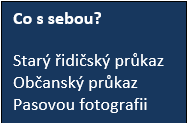 Co s sebou?
Starý řidičský průkaz
Občanský průkaz
Pasovou fotografii